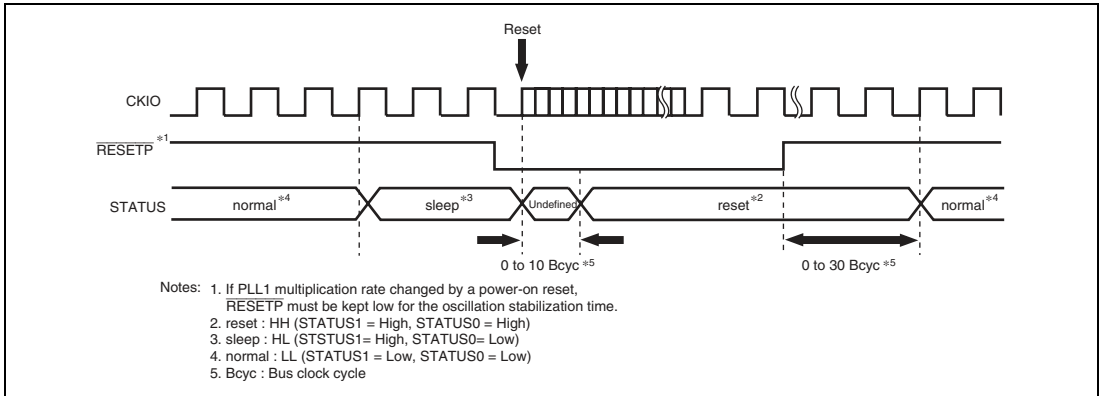 Reset
CKIO
RESETP *1
STATUS
normal*4
sleep*3
Undefined
reset*2
normal*4
0 to 10 Bcyc *5
0 to 30 Bcyc *5
Notes: 1. If PLL1 multiplication rate changed by a power-on reset,
RESETP must be kept low for the oscillation stabilization time.
2. reset : HH (STATUS1 = High, STATUS0 = High)
3. sleep : HL (STSTUS1= High, STATUS0= Low)
4. normal : LL (STATUS1 = Low, STATUS0 = Low)
5. Bcyc : Bus clock cycle